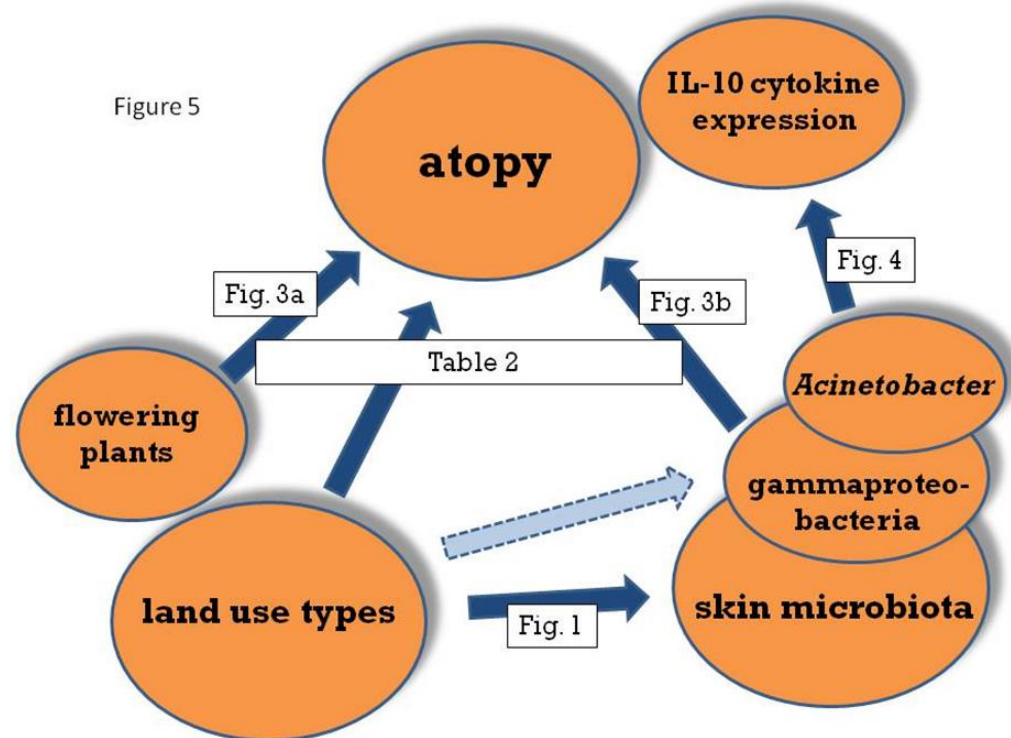 Figure 5
IL-10 cytokine
expression
atopy
Fig. 4
Fig. 3a
Fig. 3b
Table 2
Acinetobacter
flowering
plants
gammaproteo-
bacteria
land use types
skin microbiota
Fig. 1